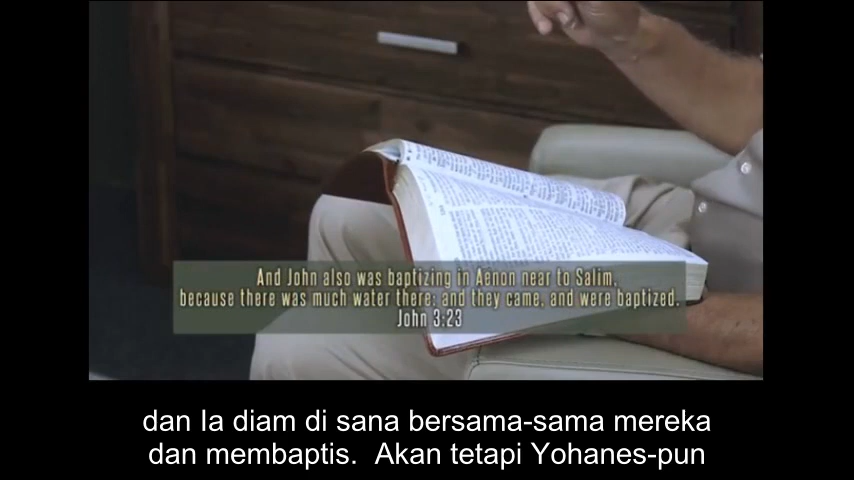 And John also was baptizing in Aenon near to Salim,
because there was much water there: and they came, and were baptized.
John 3:23
dan Ia diam di sana bersama-sama mereka
dan membaptis.  Akan tetapi Yohanes-pun